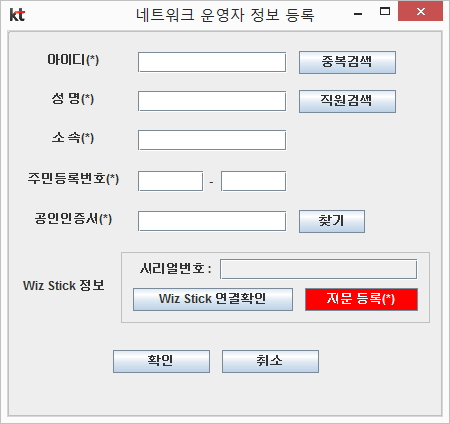 kt 네트워크 운영자 정보 등록
아이디(*) 중복검색
성 명(*) 직원검색
소 속(*)
주민등록번호(*) -
공인인증서(*) 찾기
Wiz Stick 정보
시리얼번호 :
Wiz Stick 연결확인 지문 등록(*)
확인 취소